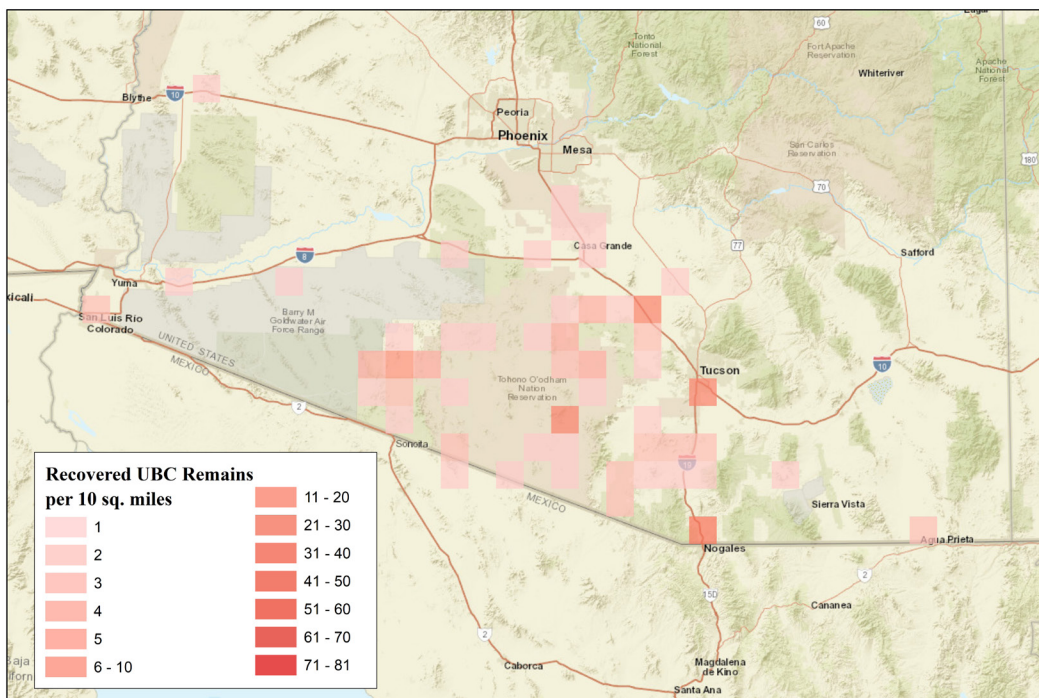 Edgar
60
Tonto
National
Forest
Fort Apache
Reservation
Whiteriver
Apache
National
Forest
Blythe
10
Peoria
Phoenix
Mesa
San Carlos
Reservation
180
70
77
Casa Grande
Safford
8
Yuma
xicali
San Luis Rio
Colorado
Barry M
Goldwater Air
Force Range
UNITED STATES
MEXICO
Tucson
10
Tohono O'odham
Nation
Reservation
2
Sonoita
19
MEXICO
Sierra Vista
Nogales
Agua Prieta
2
15D
Cananea
2
Caborca
Magdalena
de Kino
Santa Ana
Baja
liforn
Recovered UBC Remains
per 10 sq. miles
1
2
3
4
5
6 - 10
11 - 20
21 - 30
31 - 40
41 - 50
51 - 60
61 - 70
71 - 81